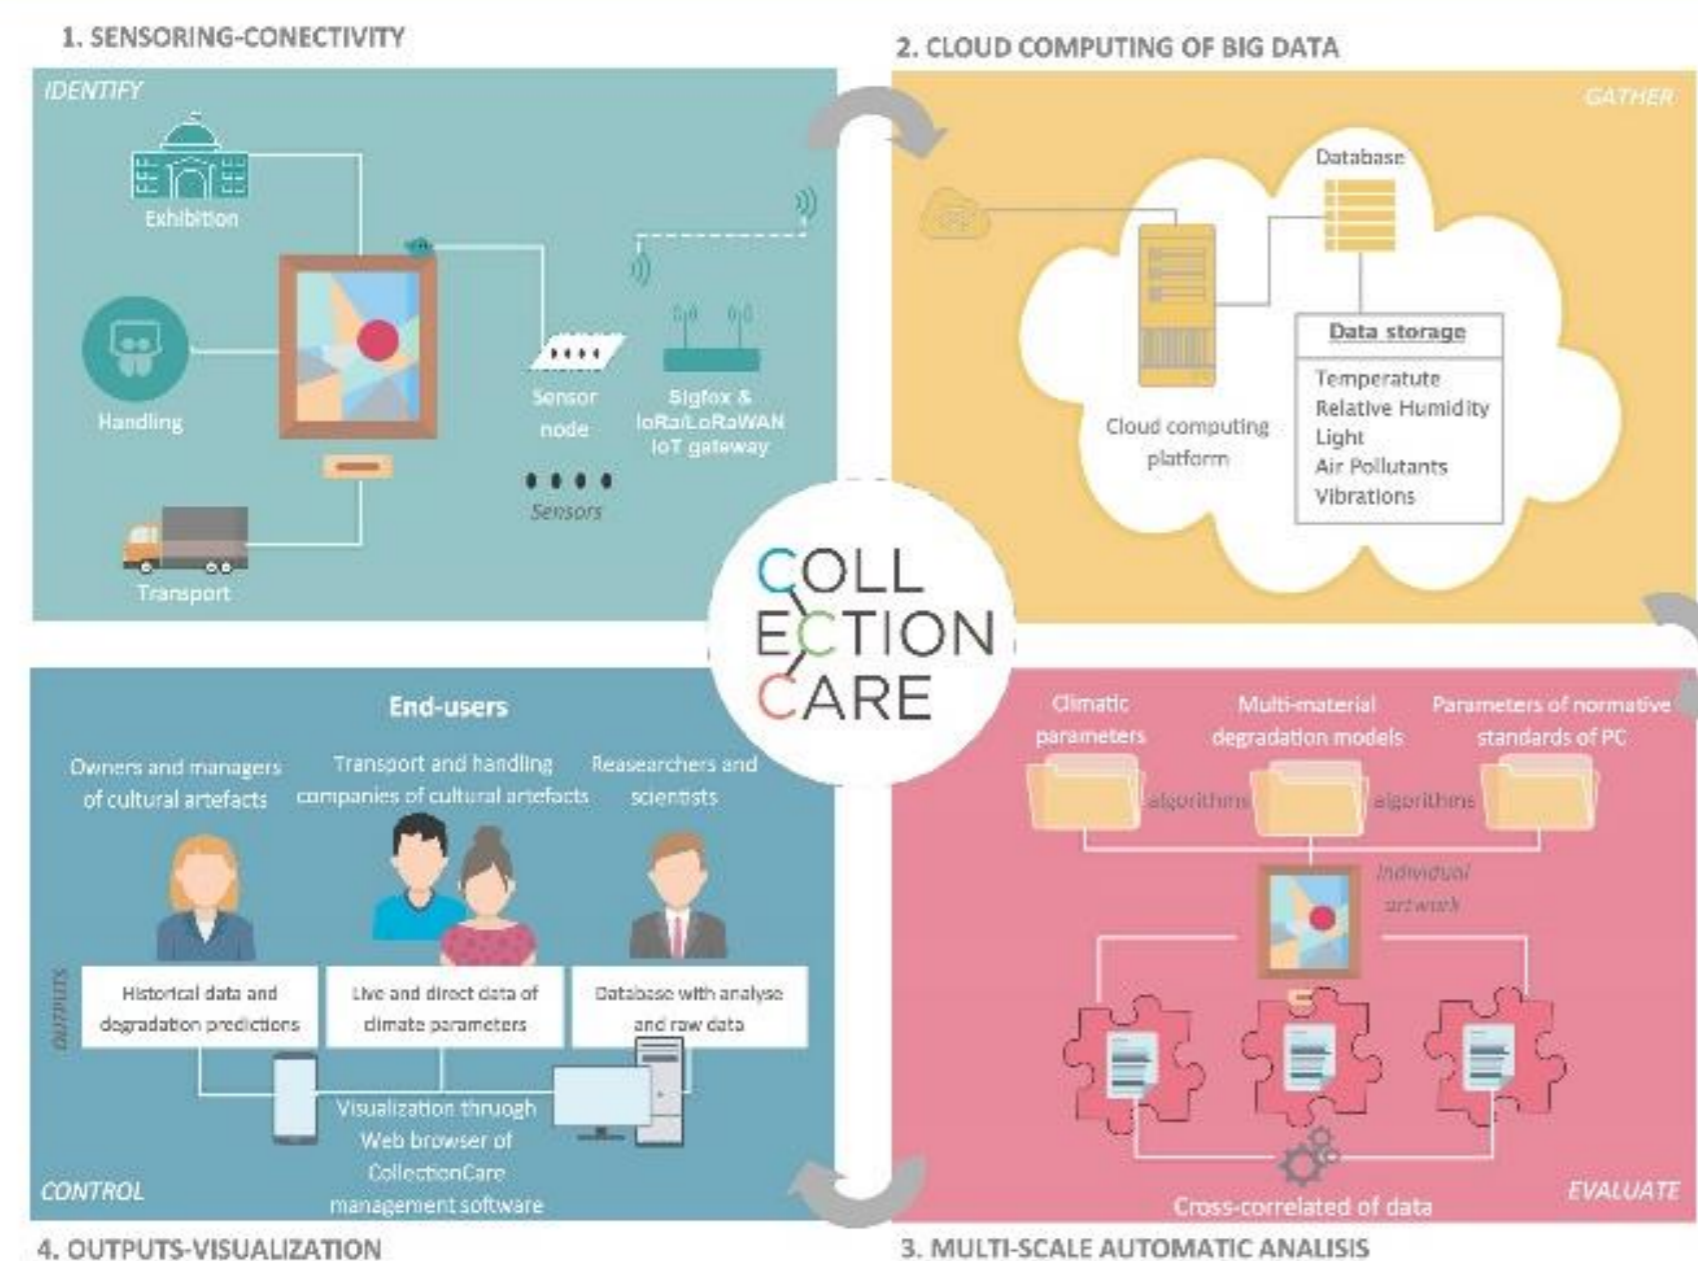 1. SENSORING-CONECTIVITY
IDENTIFY
Exhibition
Handling
Transport
Sensor
node
Sensors
Sigfox &
loRa/LoRaWAN
IoT gateway
2. CLOUD COMPUTING OF BIG DATA
GATHER
Database
Cloud computing
platform
Data storage
Temperatute
Relative Humidity
Light
Air Pollutants
Vibrations
COLL
ECTION
CARE
End-users
Owners and managers
of cultural artefacts
Transport and handling
companies of cultural artefacts
Reasearchers and
scientists
OUTPUTS
Historical data and
degradation predictions
Live and direct data of
climate parameters
Database with analyse
and raw data
Visualization thruogh
Web browser of
CollectionCare
management software
CONTROL
4. OUTPUTS-VISUALIZATION
Climatic
parameters
Multi-material
degradation models
Parameters of normative
standards of PC
algorithms
algorithms
Individual
artwork
Cross-correlated of data
EVALUATE
3. MULTI-SCALE AUTOMATIC ANALISIS